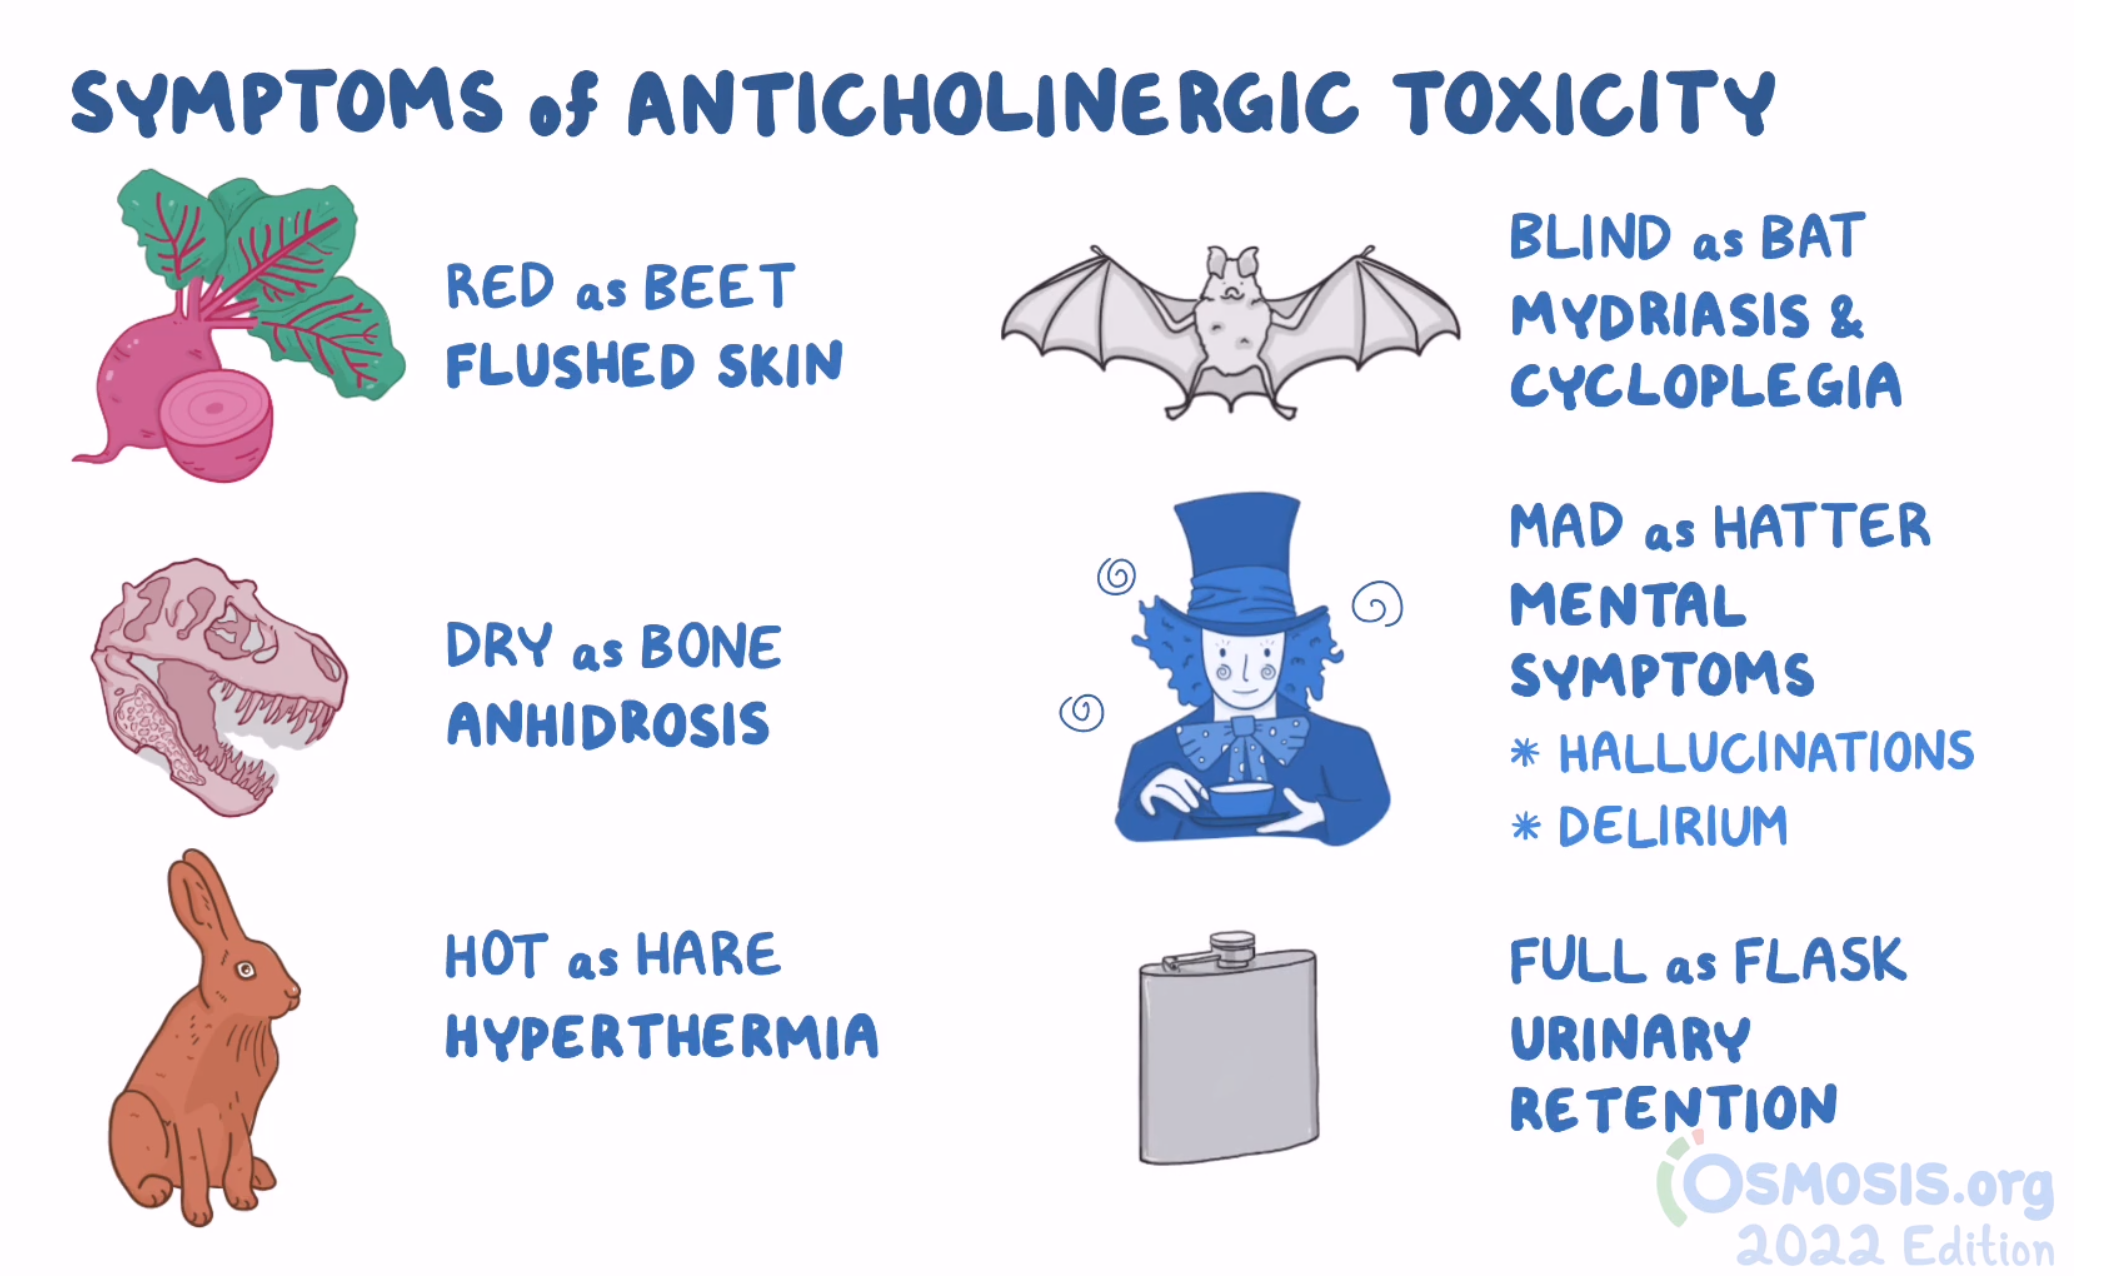 SYMPTOMS of ANTICHOLINERGIC TOXICITY
RED as BEET
FLUSHED SKIN
DRY as BONE
ANHIDROSIS
HOT as HARE
HYPERTHERMIA
BLIND as BAT
MYDRIASIS &
CYCLOPLEGIA
MAD as HATTER
MENTAL
SYMPTOMS
* HALLUCINATIONS
* DELIRIUM
FULL as FLASK
URINARY
RETENTION
OSMOSIS.org
2022 Edition